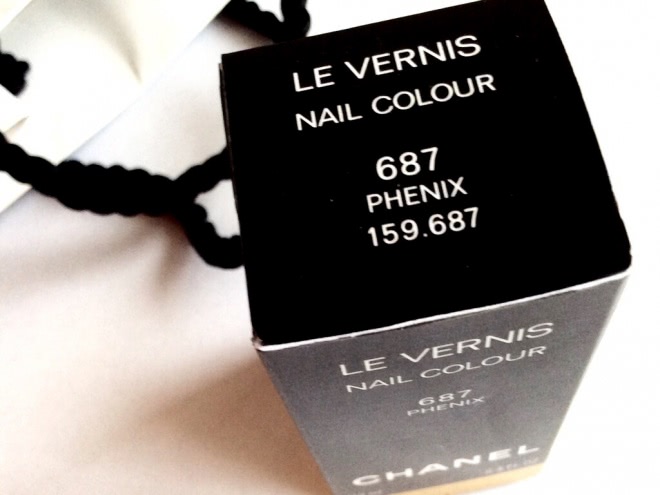 LE VERNIS
NAIL COLOUR
687
PHENIX
159.687
LE VERNIS
NAIL COLOUR
687
PHENIX
CHANEL